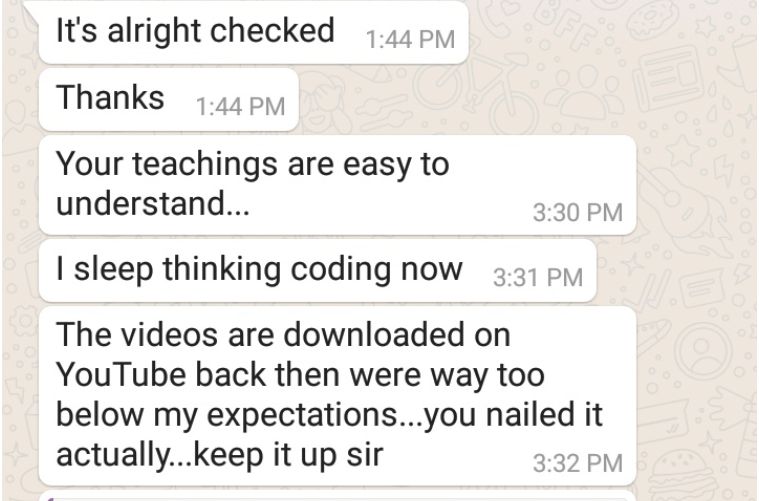 It's alright checked 1:44 PM
Thanks 1:44 PM
Your teachings are easy to
understand... 3:30 PM
I sleep thinking coding now 3:31 PM
The videos are downloaded on
YouTube back then were way too
below my expectations...you nailed it
actually...keep it up sir 3:32 PM